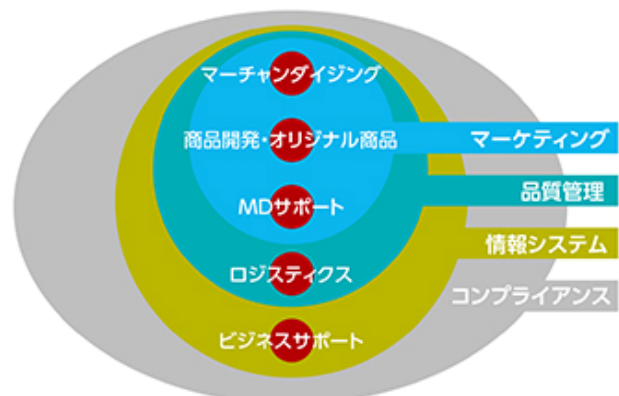 マーチャンダイジング
商品開発・オリジナル商品
マーケティング
品質管理
MDサポート
情報システム
ロジスティクス
コンプライアンス
ビジネスサポート